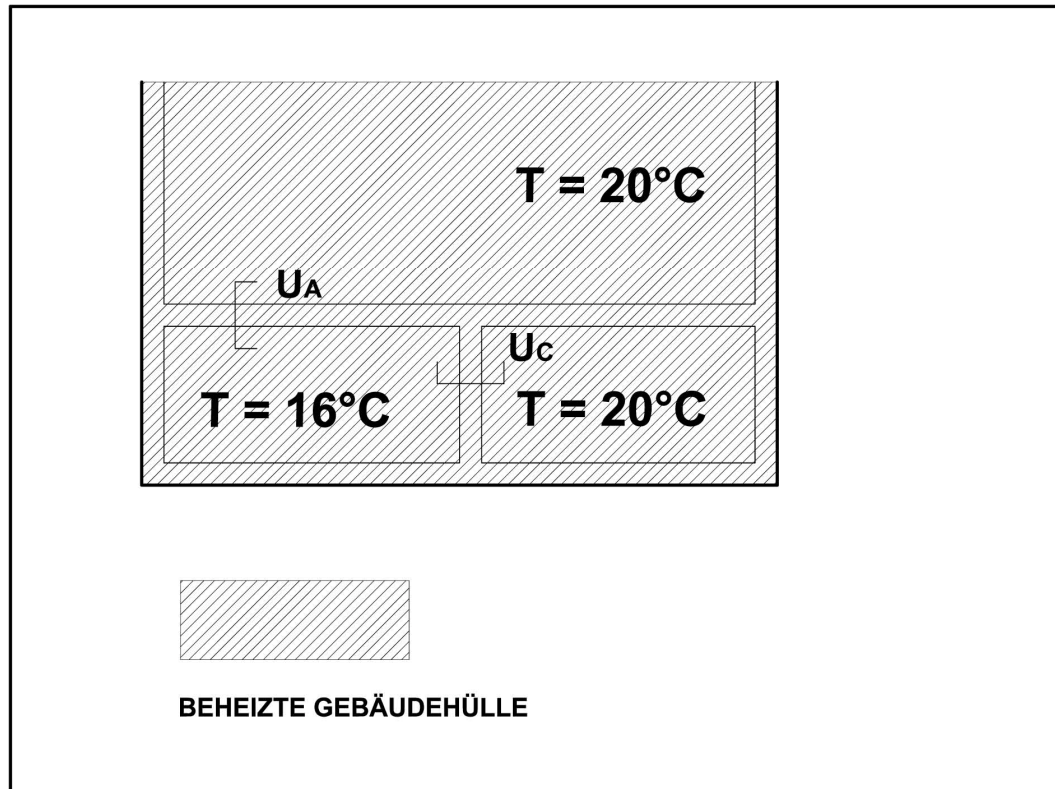 T = 20°C
UA
UC
T = 16°C
T = 20°C
BEHEIZTE GEBÄUDEHÜLLE